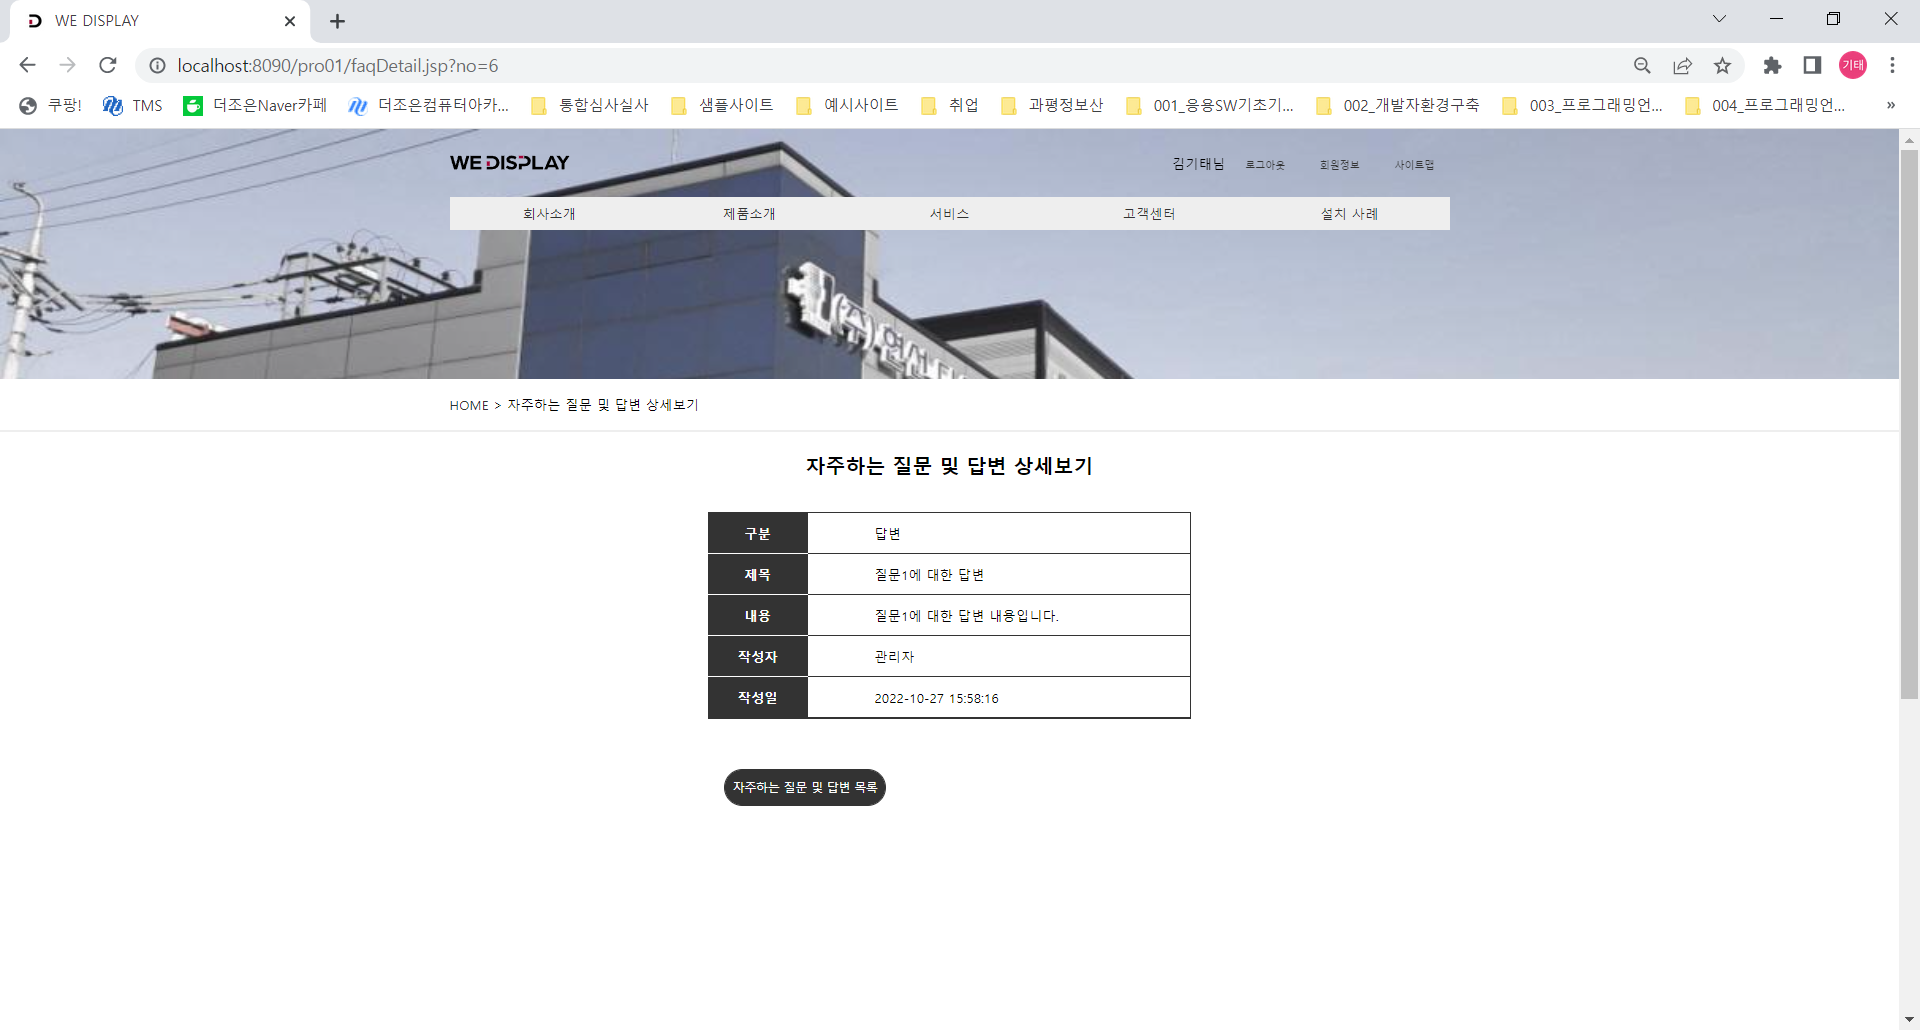 WE DISPLAY
localhost:8090/pro01/faqDetail.jsp?no=6
기태
쿠팡! TMS 더조은Naver카페 더조은컴퓨터아카... 통합심사실사 샘플사이트 예시사이트 취업 과평정보산 001_응용SW기초기... 002_개발자환경구축 003_프로그래밍언... 004_프로그래밍언... »
WE DISPLAY 김기태님 로그아웃 회원정보 사이트맵
회사소개 제품소개 서비스 고객센터 설치 사례
(주)연선
HOME > 자주하는 질문 및 답변 상세보기
자주하는 질문 및 답변 상세보기
구분 답변
제목 질문1에 대한 답변
내용 질문1에 대한 답변 내용입니다.
작성자 관리자
작성일 2022-10-27 15:58:16
자주하는 질문 및 답변 목록